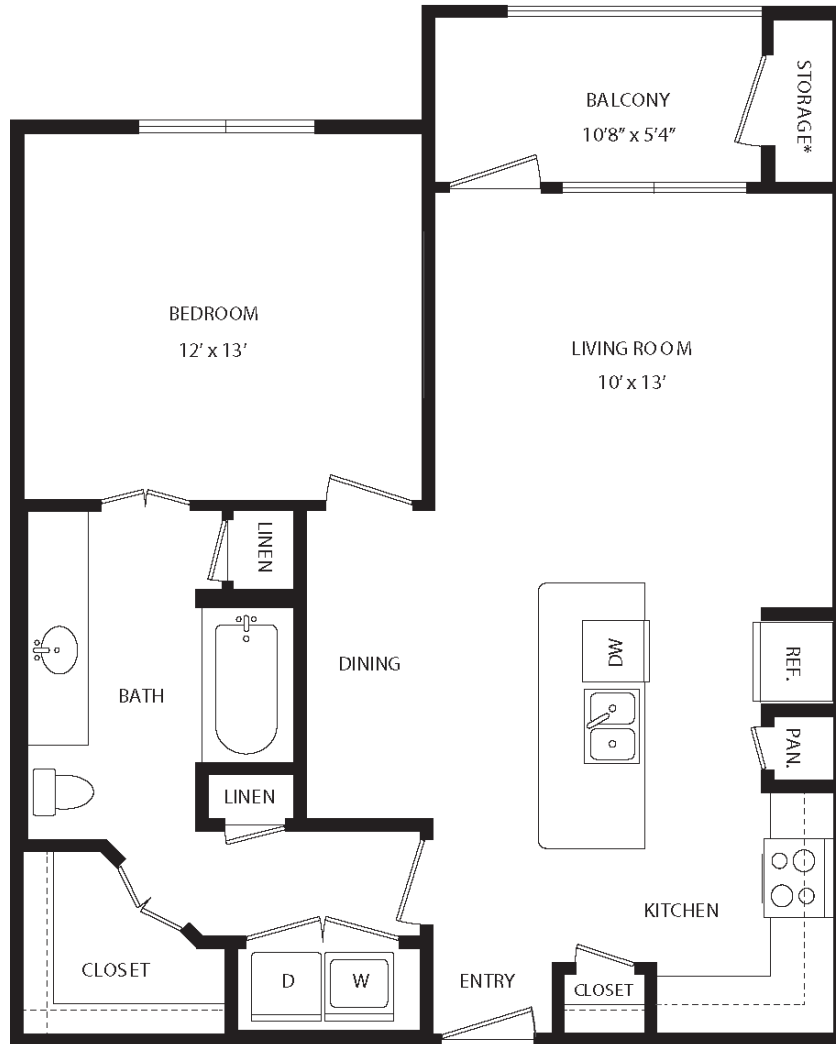 BALCONY
10'8" x 5'4"
STORAGE*
BEDROOM
12' x 13'
LIVING ROOM
10' x 13'
LINEN
DINING
DW
REF.
BATH
PAN.
LINEN
KITCHEN
CLOSET
D
W
ENTRY
CLOSET